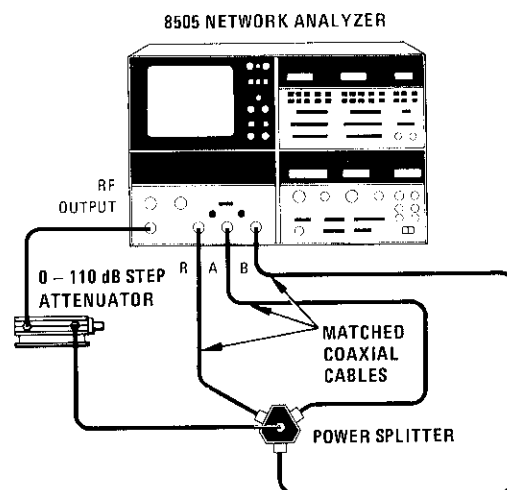 8505 NETWORK ANALYZER
RF
OUTPUT
R A B
0 – 110 dB STEP
ATTENUATOR
MATCHED
COAXIAL
CABLES
POWER SPLITTER